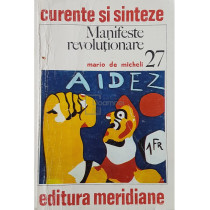 curente și sinteze
Manifeste
revoluționare
mario de micheli 27
AIDEZ
1 FR
editura meridiane